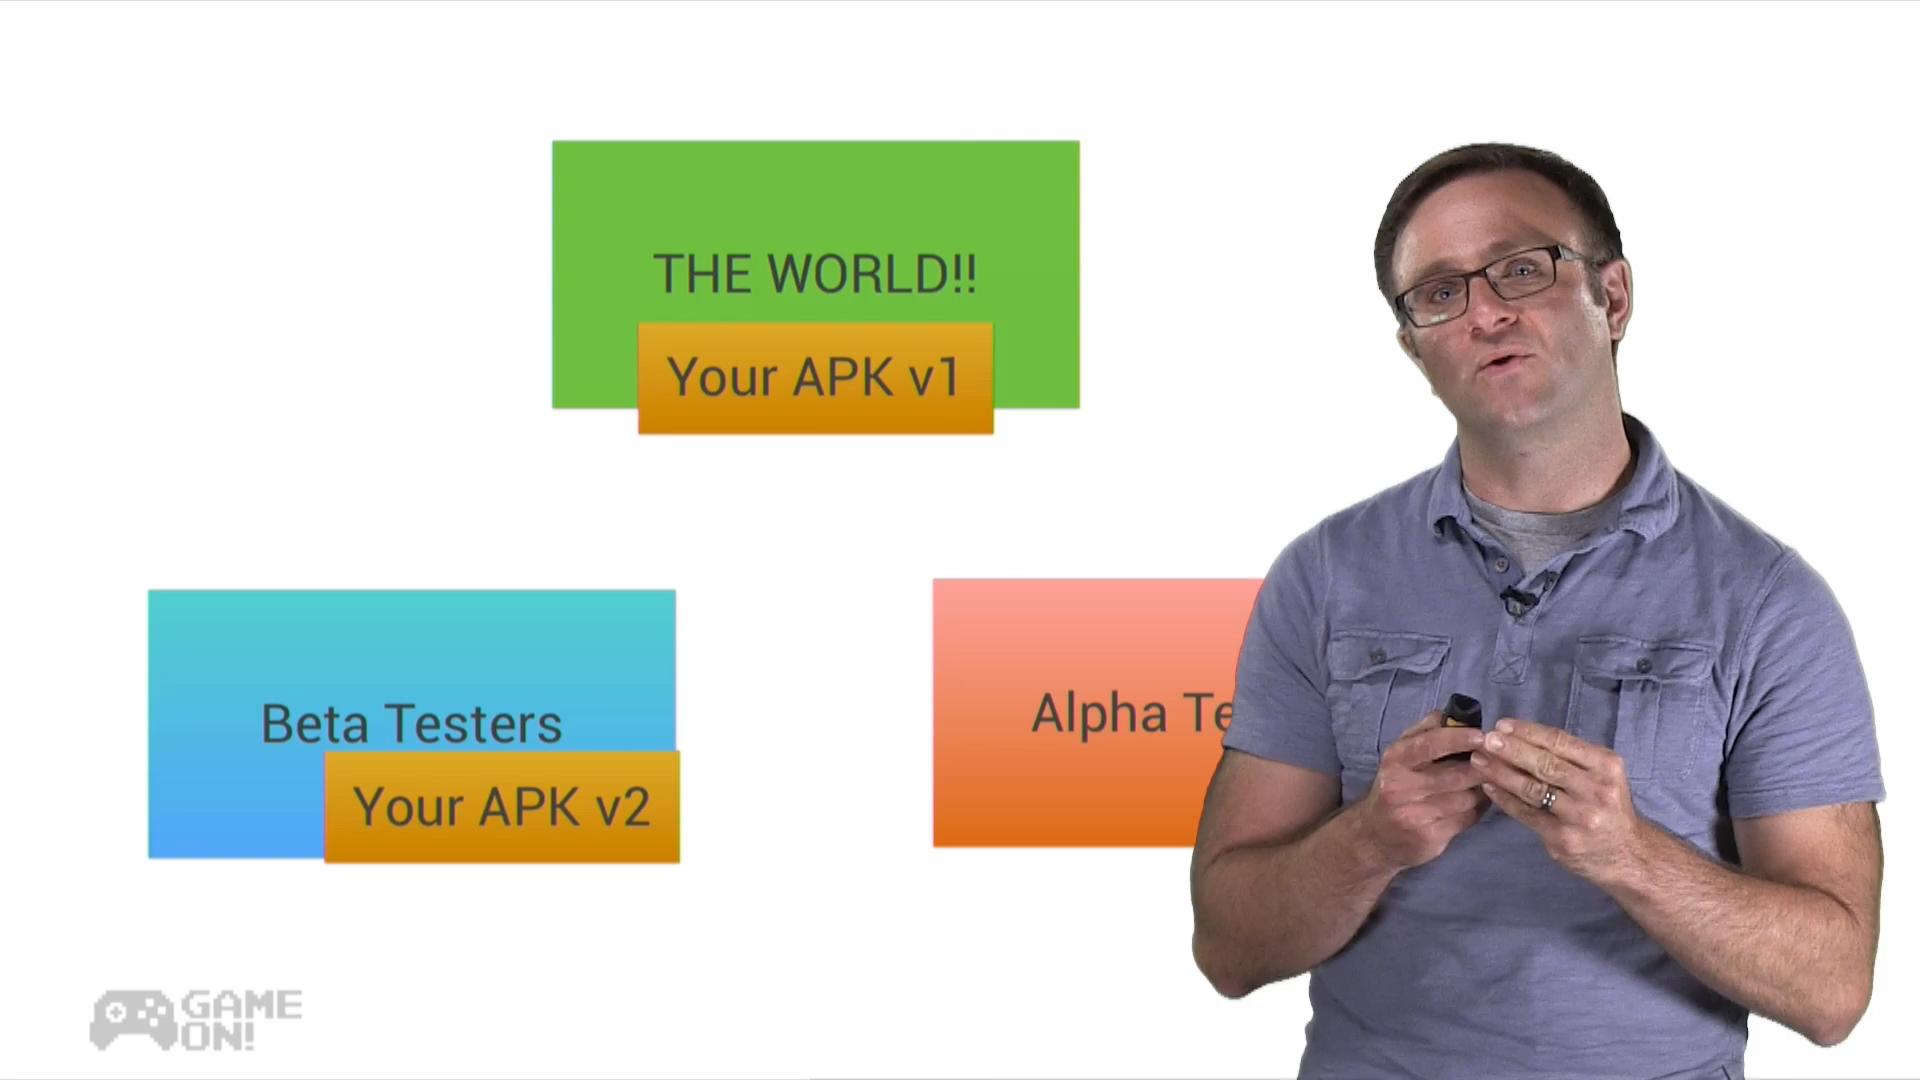 THE WORLD!!
Your APK v1
Beta Testers
Your APK v2
Alpha Te
GAME
ON!